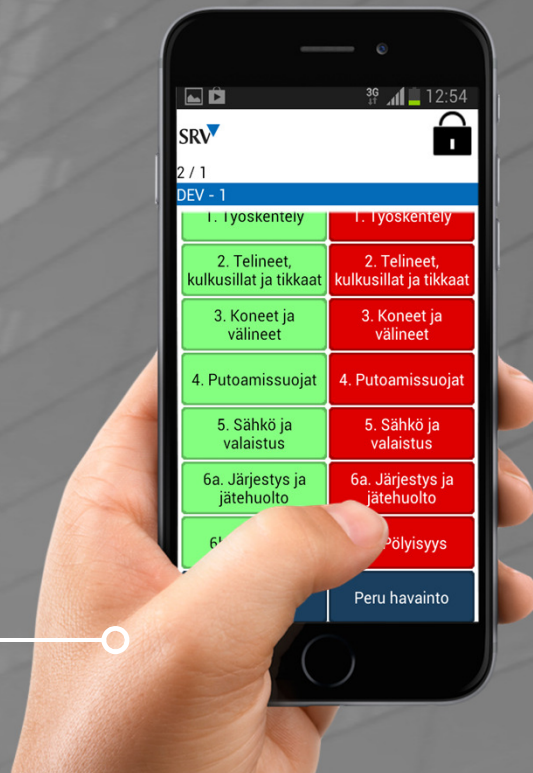 3G 12:54
SRV
2 / 1
DEV - 1
1. Työskentely 1. Työskentely
2. Telineet, 2. Telineet,
kulkusillat ja tikkaat kulkusillat ja tikkaat
3. Koneet ja 3. Koneet ja
välineet välineet
4. Putoamissuojat 4. Putoamissuojat
5. Sähkö ja 5. Sähkö ja
valaistus valaistus
6a. Järjestys ja 6a. Järjestys ja
jätehuolto jätehuolto
Pölyisyys
Peru havainto